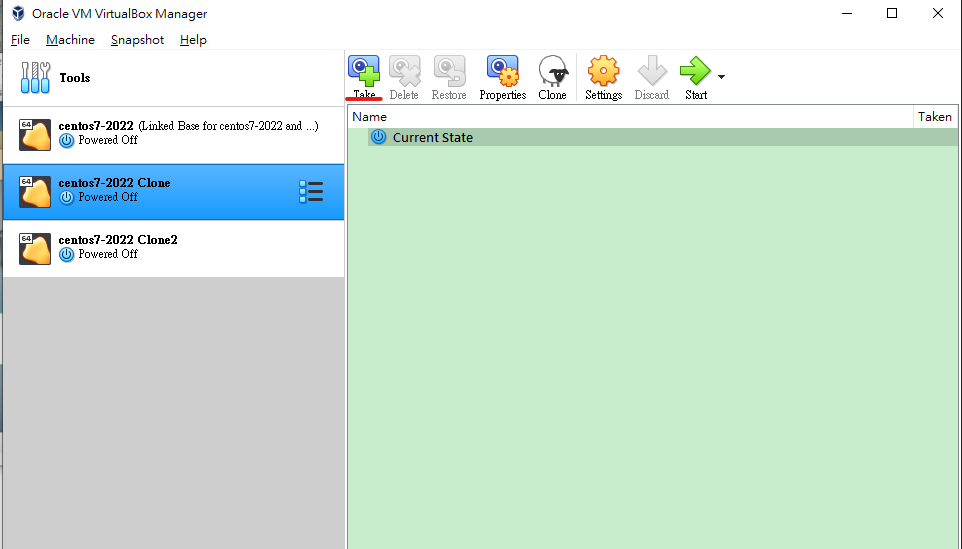 Oracle VM VirtualBox Manager
File Machine Snapshot Help
Tools
Take Delete Restore Properties Clone Settings Discard Start
Name Taken
Current State
64
centos7-2022 (Linked Base for centos7-2022 and ...)
Powered Off
64
centos7-2022 Clone
Powered Off
64
centos7-2022 Clone2
Powered Off